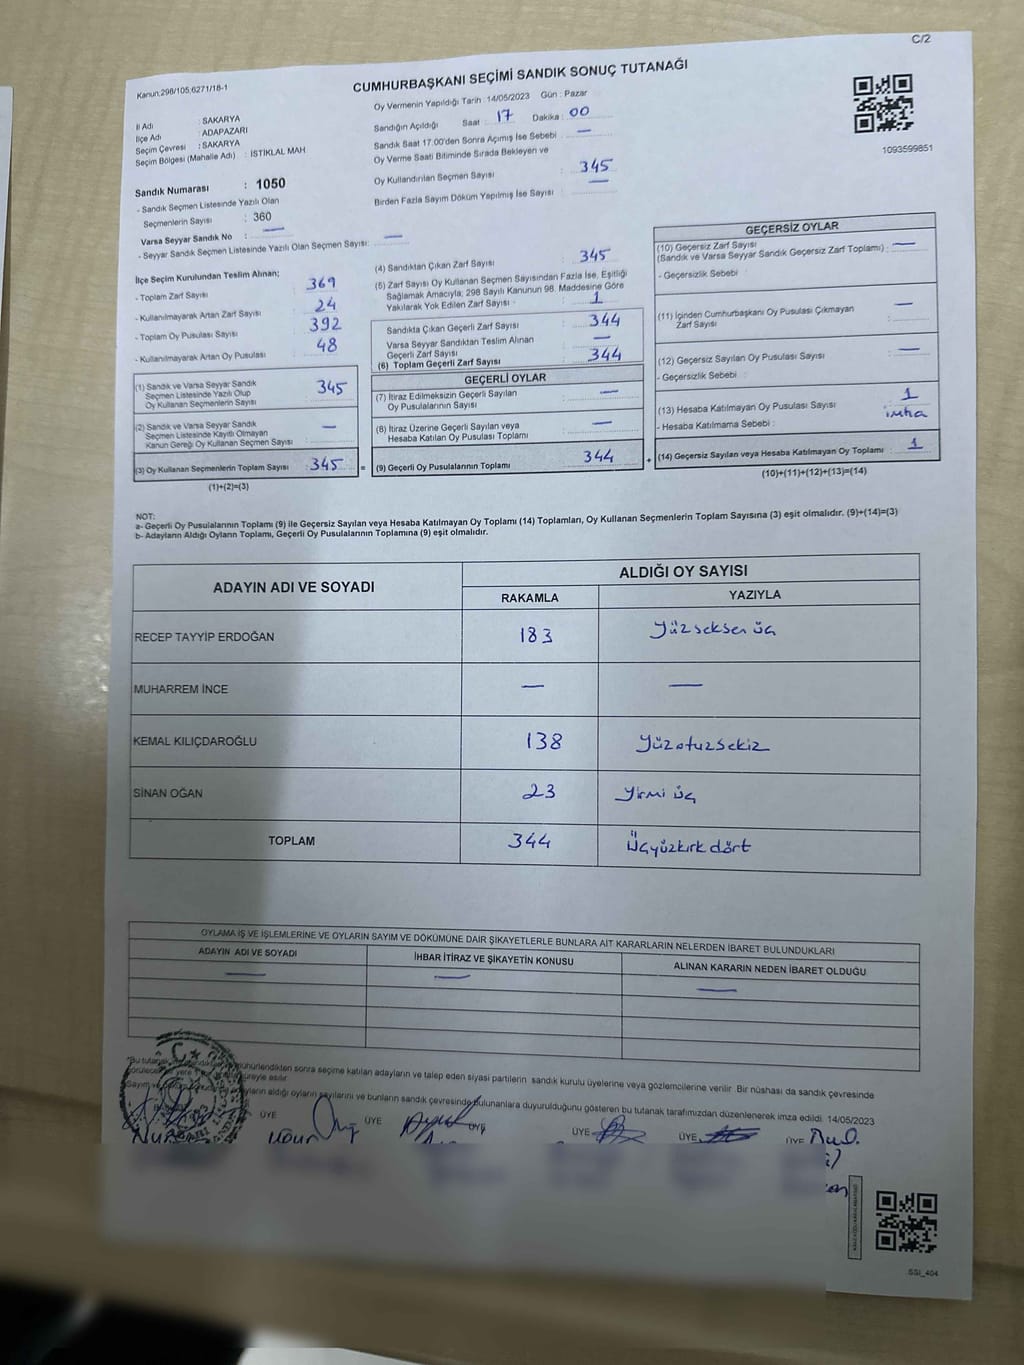 C/2
Kanun,298/105,6271/18-1
CUMHURBAŞKANI SEÇİMİ SANDIK SONUÇ TUTANAĞI
1093599851
İl Adı : SAKARYA
İlçe Adı : ADAPAZARI
Seçim Çevresi : SAKARYA
Seçim Bölgesi (Mahalle Adı) : İSTİKLAL MAH
Sandık Numarası : 1050
- Sandık Seçmen Listesinde Yazılı Olan
Seçmenlerin Sayısı : 360
Varsa Seyyar Sandık No : —
- Seyyar Sandık Seçmen Listesinde Yazılı Olan Seçmen Sayısı: —
Oy Vermenin Yapıldığı Tarih : 14/05/2023 Gün : Pazar
Sandığın Açıldığı Saat : 17 Dakika : 00
Sandık Saat 17.00'den Sonra Açımış İse Sebebi : —
Oy Verme Saati Bitiminde Sırada Bekleyen ve
Oy Kullandırılan Seçmen Sayısı : 345
Birden Fazla Sayım Döküm Yapılmış İse Sayısı : —
İlçe Seçim Kurulundan Teslim Alınan;
- Toplam Zarf Sayısı : 369
- Kullanılmayarak Artan Zarf Sayısı : 24
- Toplam Oy Pusulası Sayısı : 392
- Kullanılmayarak Artan Oy Pusulası : 48
(1) Sandık ve Varsa Seyyar Sandık
Seçmen Listesinde Yazılı Olup
Oy Kullanan Seçmenlerin Sayısı : 345
(2) Sandık ve Varsa Seyyar Sandık
Seçmen Listesinde Kayıtlı Olmayan
Kanun Gereği Oy Kullanan Seçmen Sayısı : —
(3) Oy Kullanan Seçmenlerin Toplam Sayısı : 345 =
(1)+(2)=(3)
(4) Sandıktan Çıkan Zarf Sayısı : 345
(5) Zarf Sayısı Oy Kullanan Seçmen Sayısından Fazla İse, Eşitliği
Sağlamak Amacıyla, 298 Sayılı Kanunun 98. Maddesine Göre
Yakılarak Yok Edilen Zarf Sayısı : 1
Sandıkta Çıkan Geçerli Zarf Sayısı : 344
Varsa Seyyar Sandıktan Teslim Alınan
Geçerli Zarf Sayısı : —
(6) Toplam Geçerli Zarf Sayısı : 344
GEÇERLİ OYLAR
(7) İtiraz Edilmeksizin Geçerli Sayılan
Oy Pusulalarının Sayısı : —
(8) İtiraz Üzerine Geçerli Sayılan veya
Hesaba Katılan Oy Pusulası Toplamı : —
(9) Geçerli Oy Pusulalarının Toplamı : 344 +
GEÇERSİZ OYLAR
(10) Geçersiz Zarf Sayısı
(Sandık ve Varsa Seyyar Sandık Geçersiz Zarf Toplamı) : —
- Geçersizlik Sebebi :
(11) İçinden Cumhurbaşkanı Oy Pusulası Çıkmayan
Zarf Sayısı : —
(12) Geçersiz Sayılan Oy Pusulası Sayısı : —
- Geçersizlik Sebebi :
(13) Hesaba Katılmayan Oy Pusulası Sayısı : 1
- Hesaba Katılmama Sebebi : imha
(14) Geçersiz Sayılan veya Hesaba Katılmayan Oy Toplamı : 1
(10)+(11)+(12)+(13)=(14)
NOT:
a- Geçerli Oy Pusulalarının Toplamı (9) ile Geçersiz Sayılan veya Hesaba Katılmayan Oy Toplamı (14) Toplamları, Oy Kullanan Seçmenlerin Toplam Sayısına (3) eşit olmalıdır. (9)+(14)=(3)
b- Adayların Aldığı Oyların Toplamı, Geçerli Oy Pusulalarının Toplamına (9) eşit olmalıdır.
ADAYIN ADI VE SOYADI
ALDIĞI OY SAYISI
RAKAMLA YAZIYLA
RECEP TAYYİP ERDOĞAN 183 Yüzseksen üç
MUHARREM İNCE — —
KEMAL KILIÇDAROĞLU 138 Yüzotuzsekiz
SİNAN OĞAN 23 Yirmi üç
TOPLAM 344 Üçyüzkırk dört
OYLAMA İŞ VE İŞLEMLERİNE VE OYLARIN SAYIM VE DÖKÜMÜNE DAİR ŞİKAYETLERLE BUNLARA AİT KARARLARIN NELERDEN İBARET BULUNDUKLARI
ADAYIN ADI VE SOYADI İHBAR İTİRAZ VE ŞİKAYETİN KONUSU ALINAN KARARIN NEDEN İBARET OLDUĞU
— — —
*Bu tutanak mühürlendikten sonra seçime katılan adayların ve talep eden siyasi partilerin sandık kurulu üyelerine veya gözlemcilerine verilir. Bir nüshası da sandık çevresinde
süreyle asılır.
Sayım aldığı oyların sayılarını ve bunların sandık çevresinde bulunanlara duyurulduğunu gösteren bu tutanak tarafımızdan düzenlenerek imza edildi. 14/05/2023
ÜYE ÜYE ÜYE ÜYE ÜYE ÜYE
SSI_404